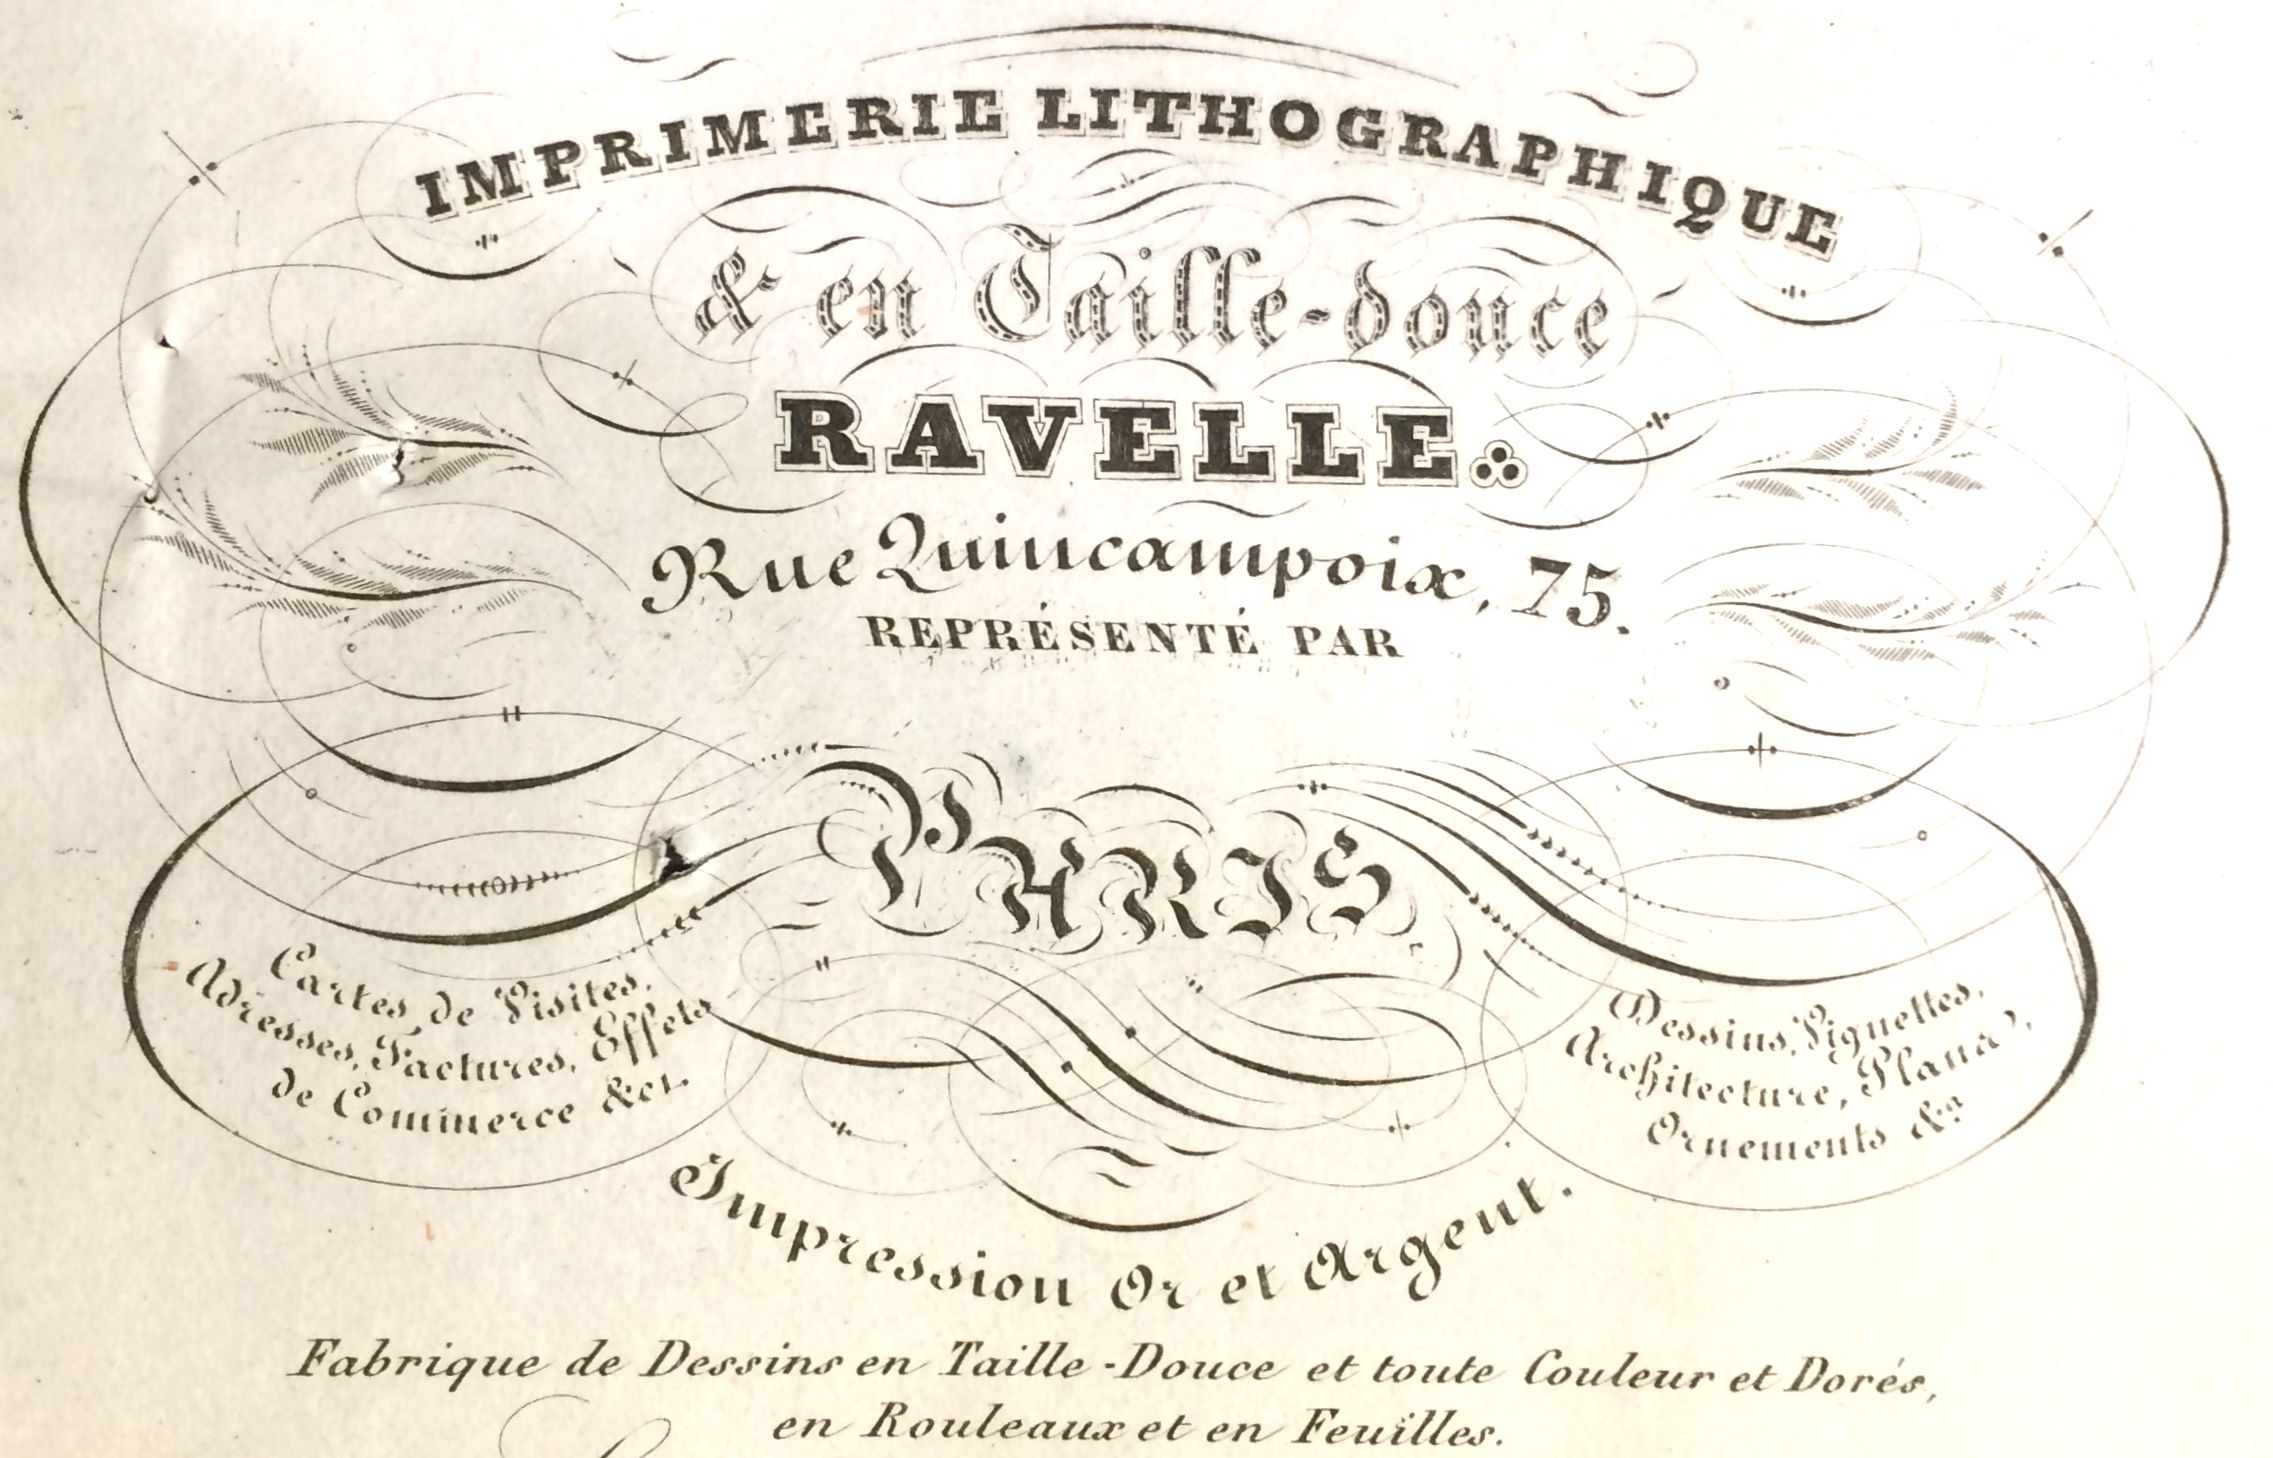 IMPRIMERIE LITHOGRAPHIQUE
& en Taille-douce
RAVELLE
Rue Quincampoix, 75.
REPRÉSENTÉ PAR
PARIS,
Cartes de Visites,
Adresses, Factures, Effets
de Commerce &ct.
Dessins, Vignettes,
Architecture, Plans,
Ornements &a
Impression Or et Argent.
Fabrique de Dessins en Taille-Douce et toute Couleur et Dorés,
en Rouleaux et en Feuilles.